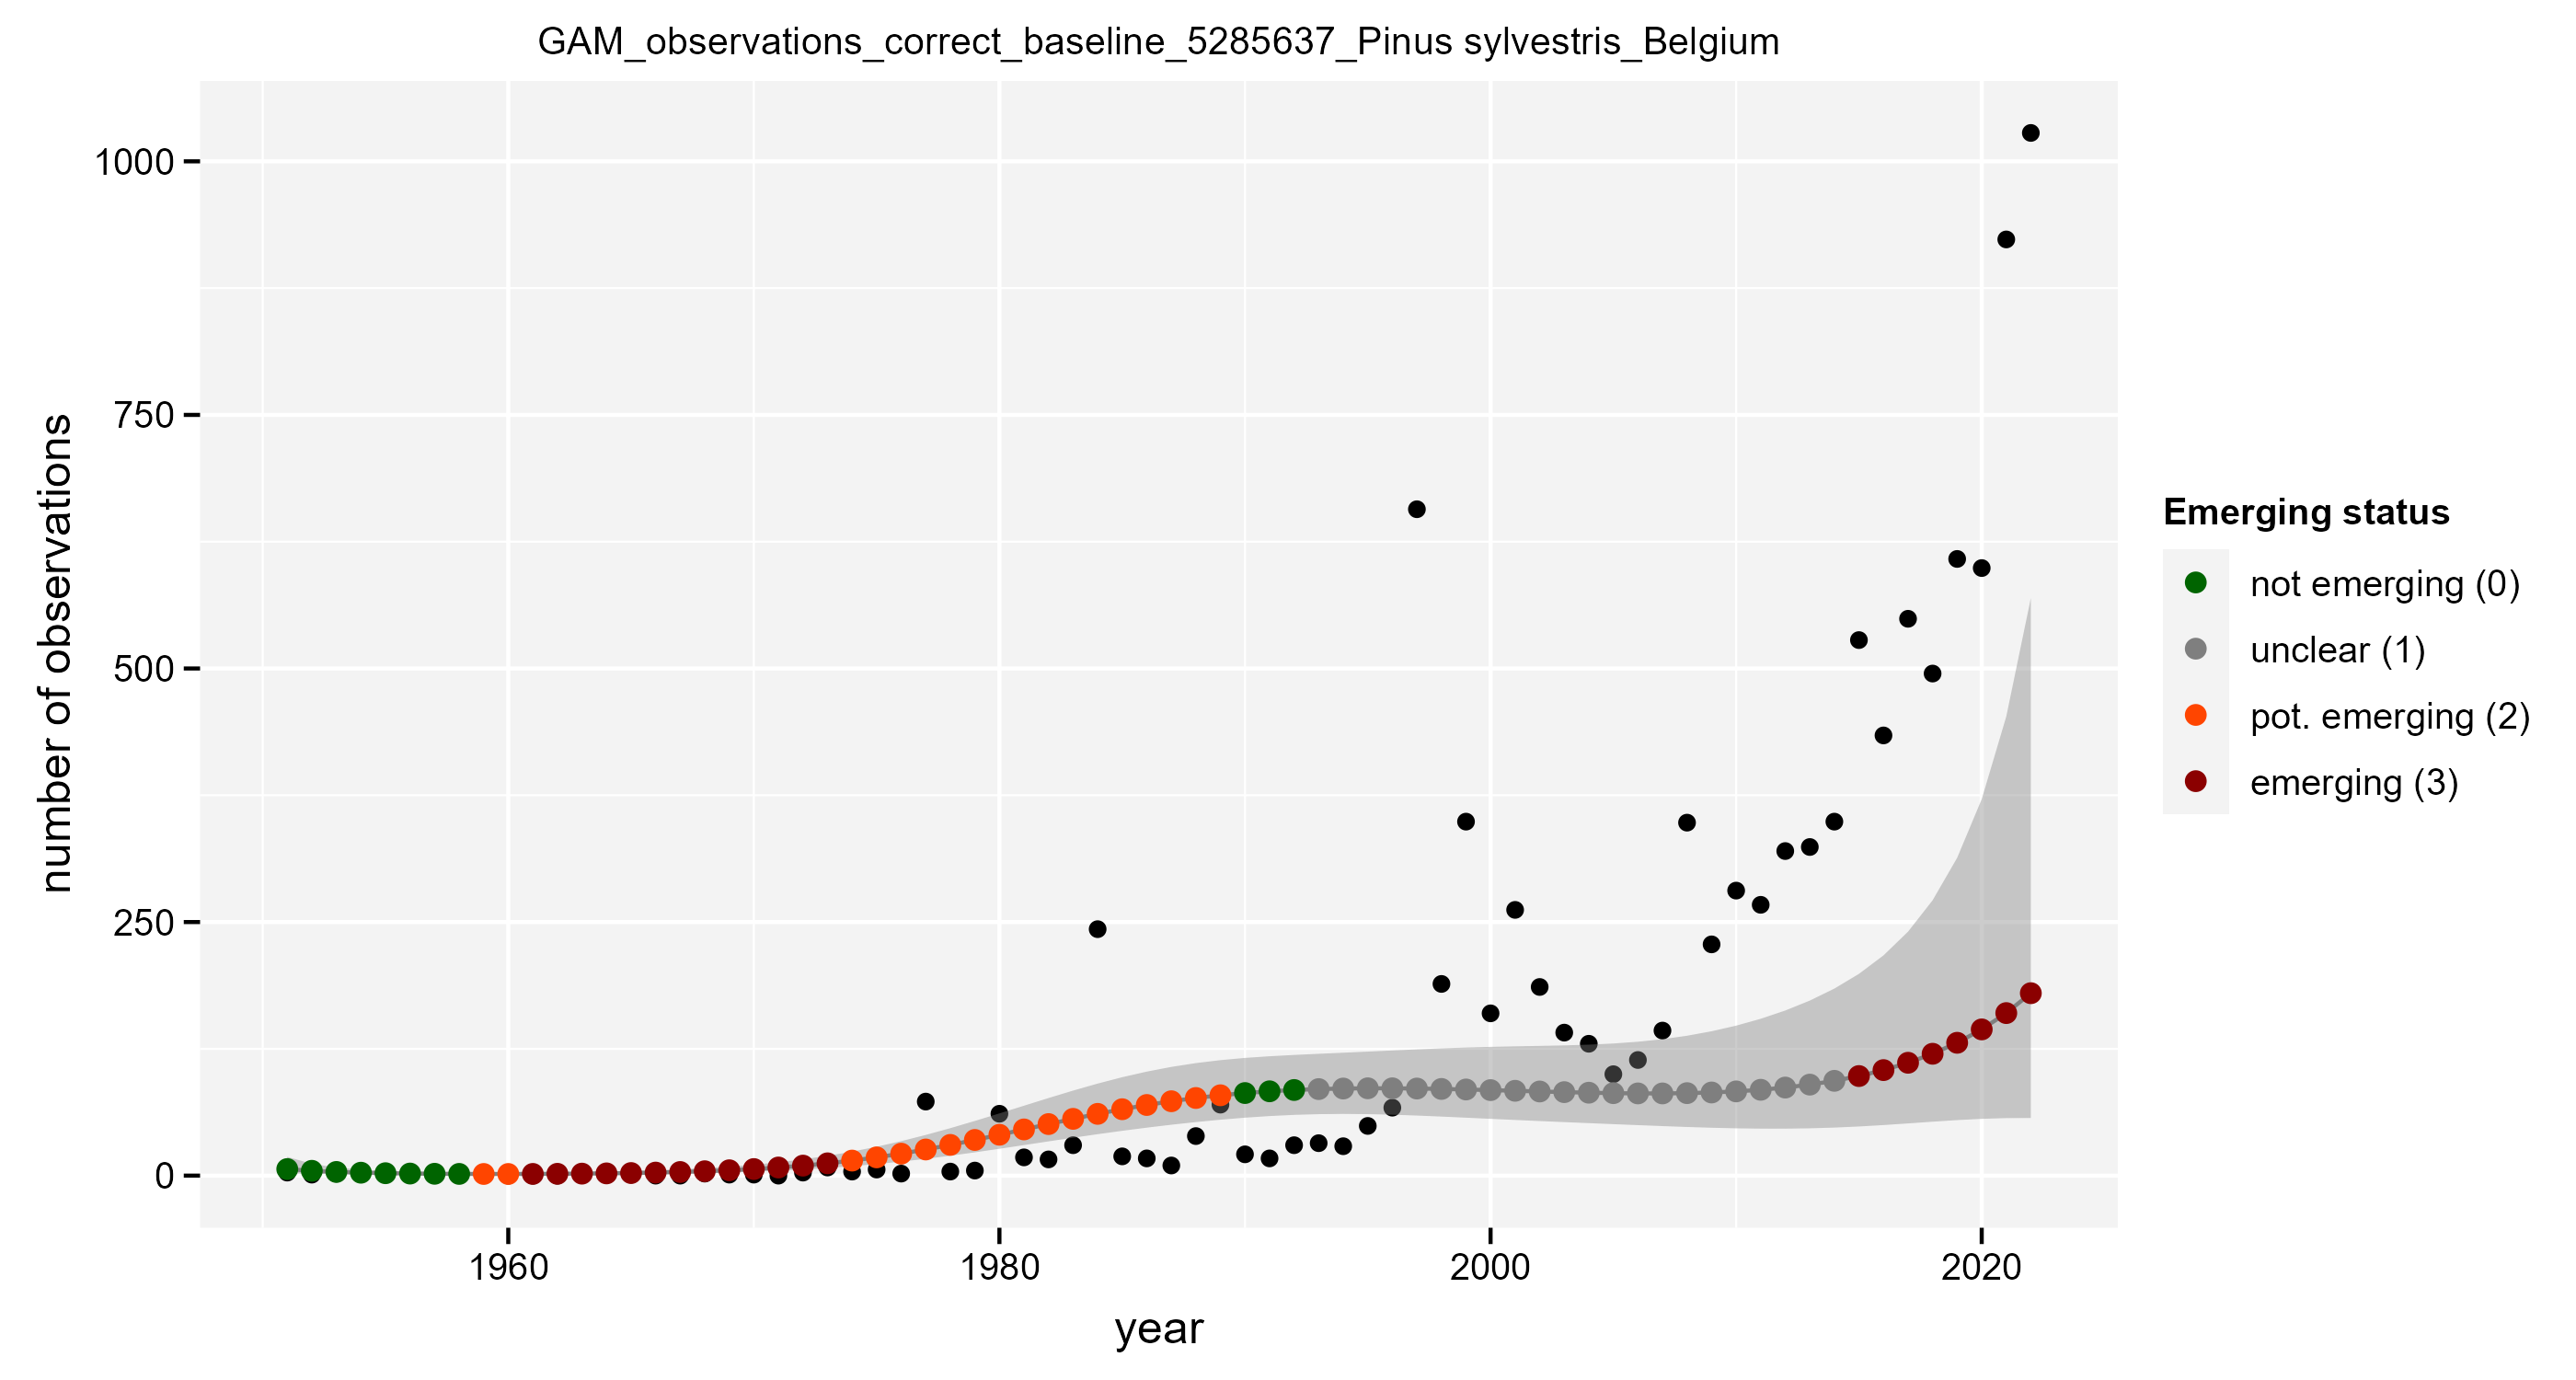 GAM_observations_correct_baseline_5285637_Pinus sylvestris_Belgium
number of observations
1000
750
500
250
0
1960 1980 2000 2020
year
Emerging status
not emerging (0)
unclear (1)
pot. emerging (2)
emerging (3)